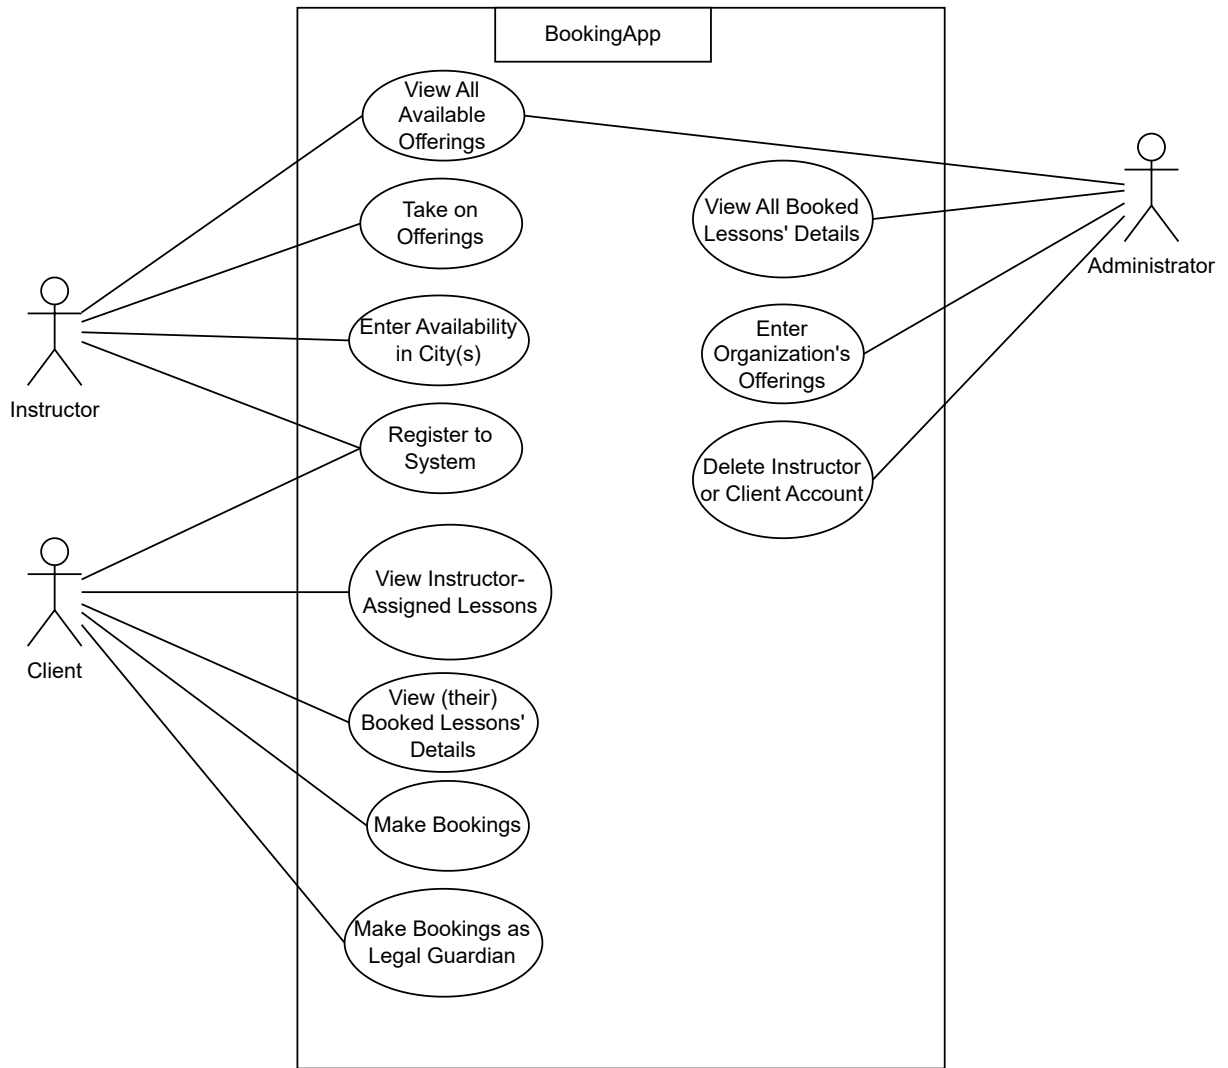 BookingApp
View All
Available
Offerings
Take on
Offerings
View All Booked
Lessons' Details
Administrator
Enter Availability
in City(s)
Enter
Organization's
Offerings
Instructor
Register to
System
Delete Instructor
or Client Account
View Instructor-
Assigned Lessons
Client
View (their)
Booked Lessons'
Details
Make Bookings
Make Bookings as
Legal Guardian